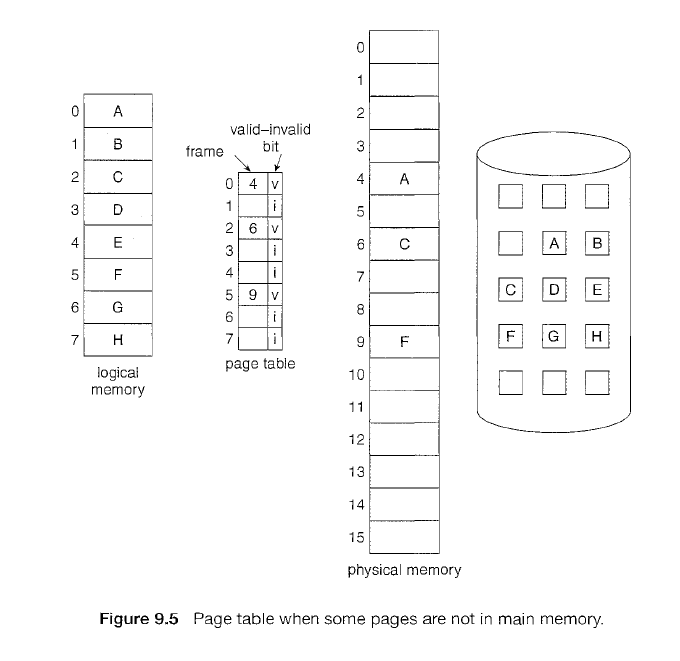 0 A
1 B
2 C
3 D
4 E
5 F
6 G
7 H
logical
memory
valid–invalid
bit
frame
0 4 v
1 i
2 6 v
3 i
4 i
5 9 v
6 i
7 i
page table
0
1
2
3
4 A
5
6 C
7
8
9 F
10
11
12
13
14
15
physical memory
A B
C D E
F G H
Figure 9.5 Page table when some pages are not in main memory.